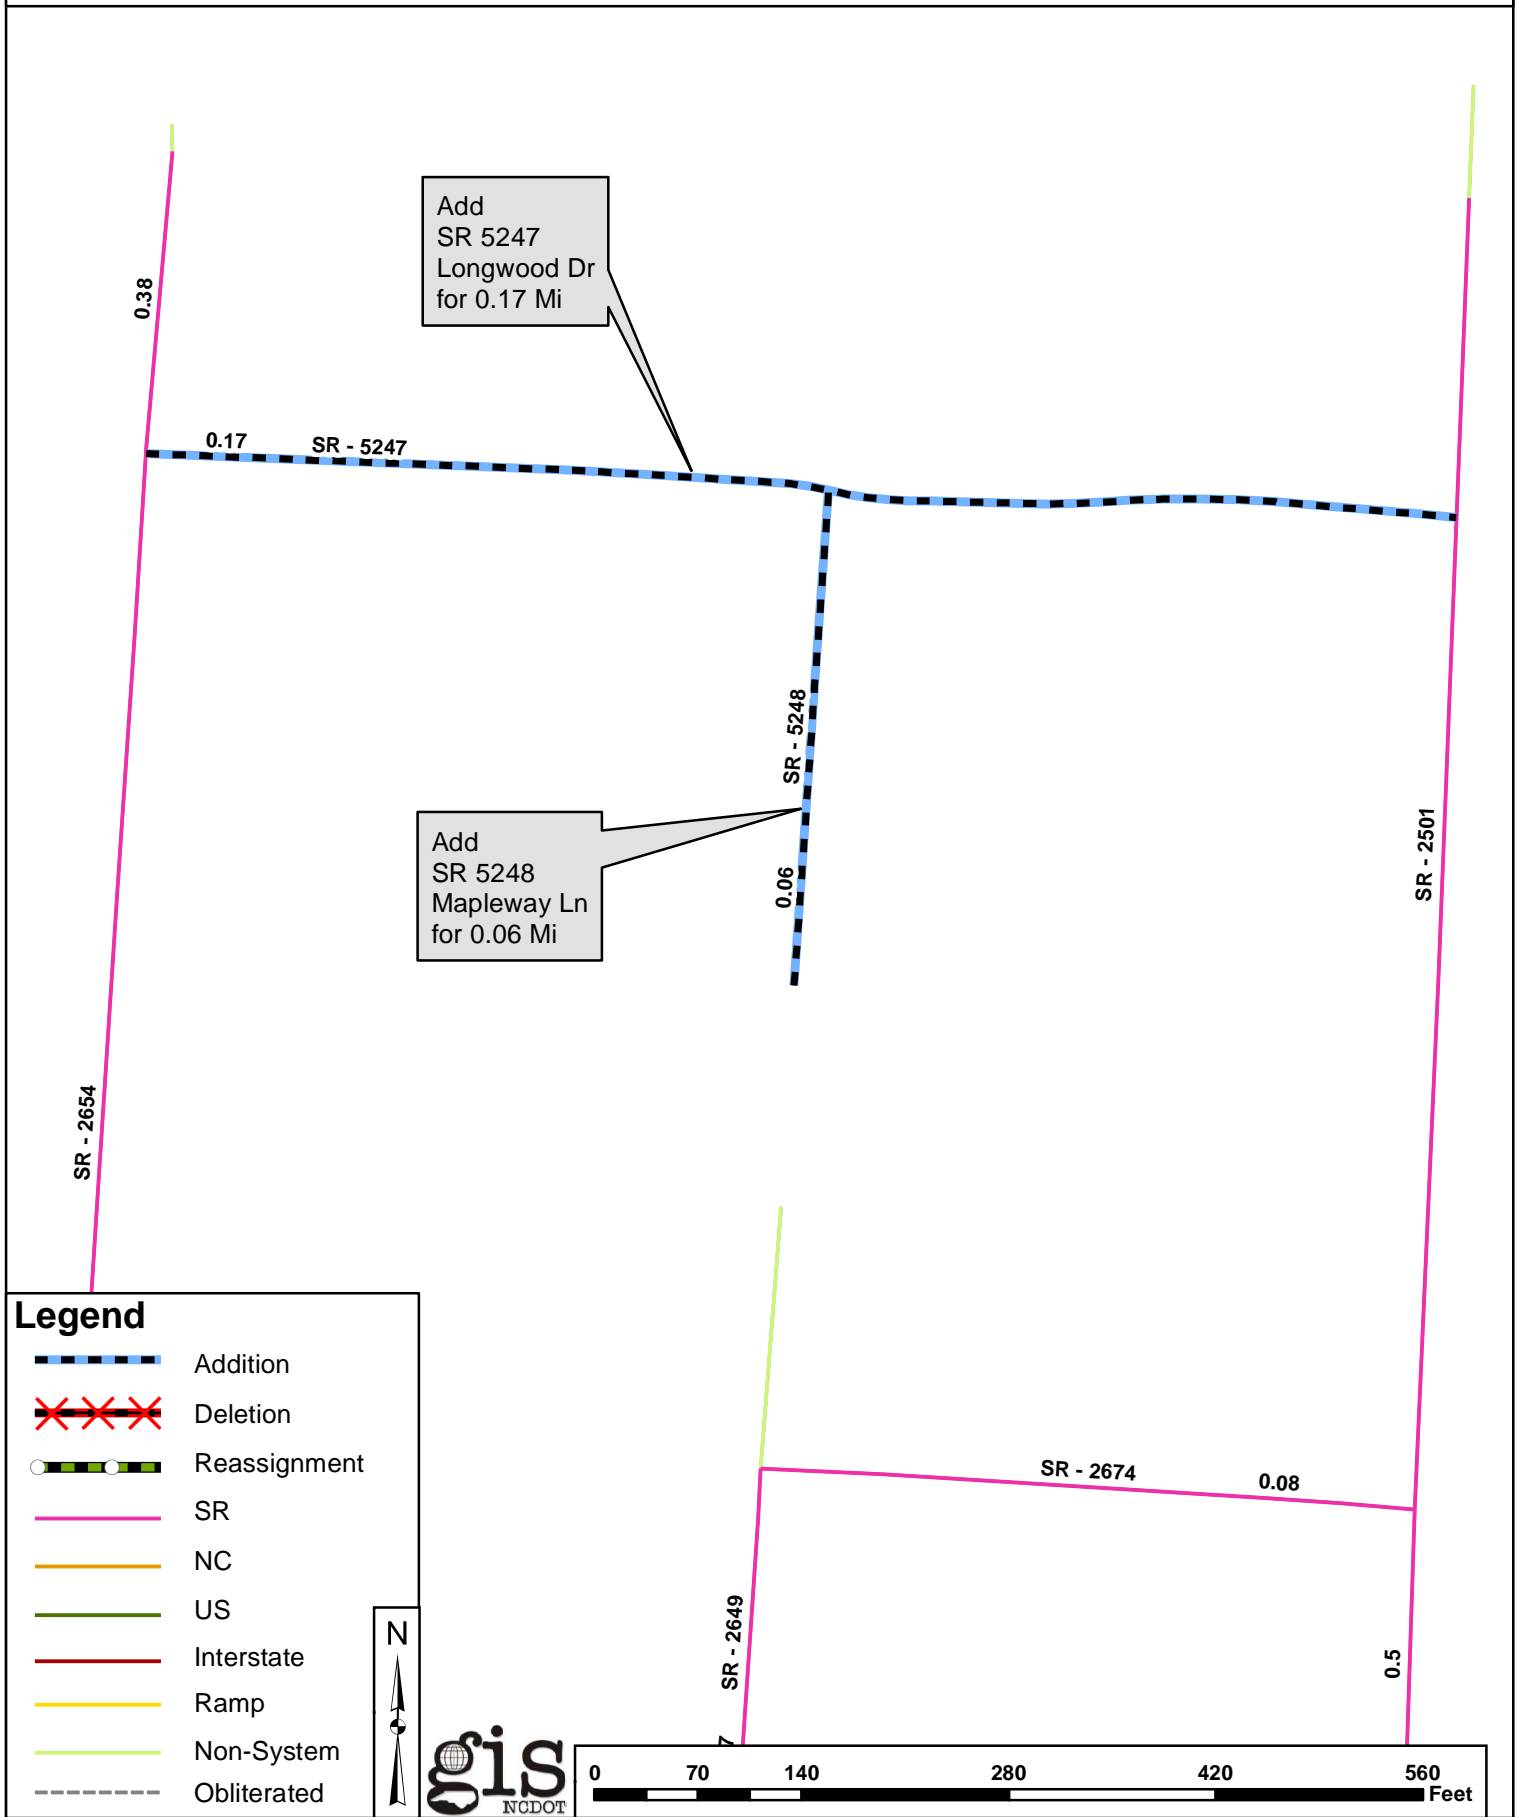 Add
SR 5247
Longwood Dr
for 0.17 Mi
0.38
0.17
SR - 5247
SR - 5248
Add
SR 5248
Mapleway Ln
for 0.06 Mi
0.06
SR - 2501
SR - 2654
SR - 2674
0.08
SR - 2649
0.5
7
Legend
Addition
Deletion
Reassignment
SR
NC
US
Interstate
Ramp
Non-System
Obliterated
N
gis
NCDOT
0 70 140 280 420 560
Feet